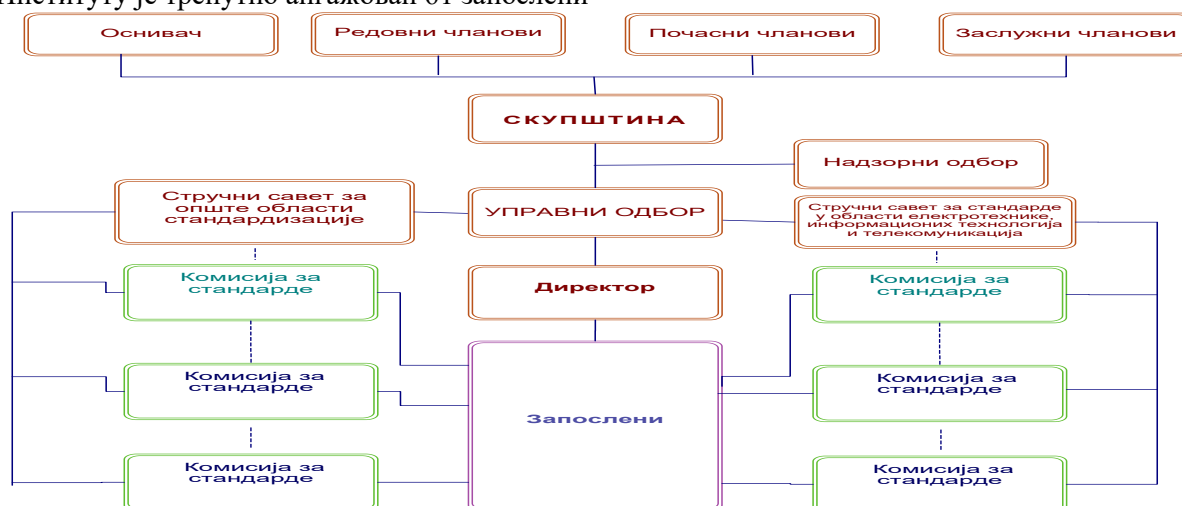 Институту је тренутно ангажован
запослени
Оснивач
Редовни чланови
Почасни чланови
Заслужни чланови
СКУПШТИНА
Надзорни одбор
Стручни савет за
опште области
стандардизације
УПРАВНИ ОДБОР
Стручни савет за стандарде
у области електротехнике,
информационих технологија
и телекомуникација
Комисија за
стандарде
Директор
Комисија за
стандарде
Комисија за
стандарде
Запослени
Комисија за
стандарде
Комисија за
стандарде
Комисија за
стандарде